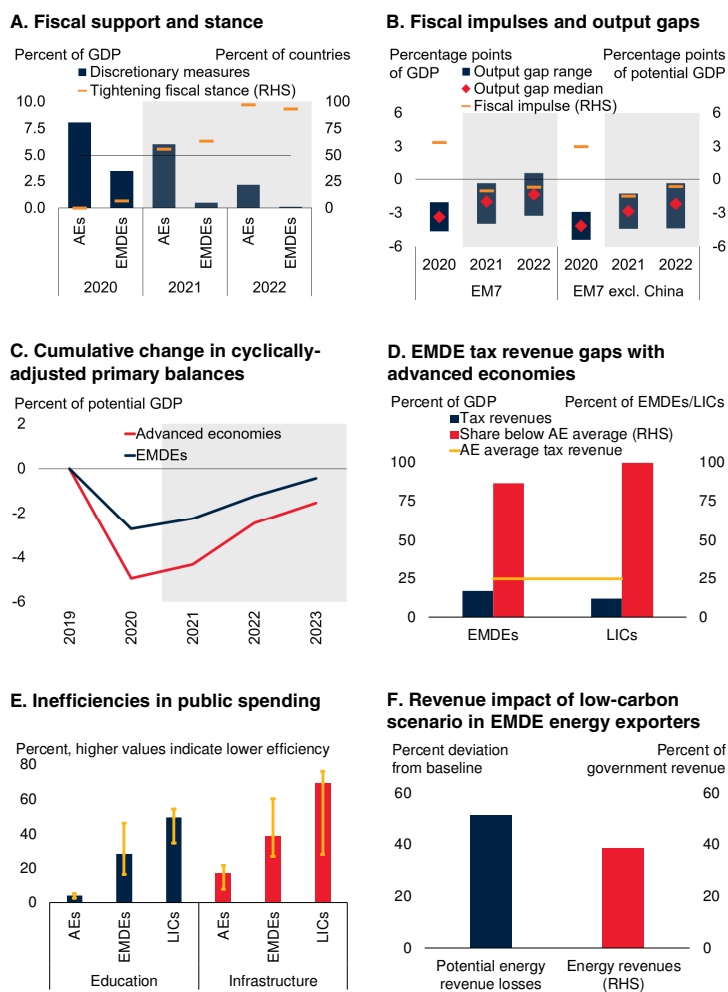 A. Fiscal support and stance
Percent of GDP
Percent of countries
Discretionary measures
Tightening fiscal stance (RHS)
10.0
7.5
5.0
2.5
0.0
100
75
50
25
0
AEs
EMDEs
AEs
EMDEs
AEs
EMDEs
2020
2021
2022
B. Fiscal impulses and output gaps
Percentage points
of GDP
Percentage points
of potential GDP
Output gap range
Output gap median
Fiscal impulse (RHS)
6
3
0
-3
-6
6
3
0
-3
-6
2020
2021
2022
2020
2021
2022
EM7
EM7 excl. China
C. Cumulative change in cyclically-
adjusted primary balances
Percent of potential GDP
2
0
-2
-4
-6
Advanced economies
EMDEs
2019
2020
2021
2022
2023
D. EMDE tax revenue gaps with
advanced economies
Percent of GDP
Percent of EMDEs/LICs
Tax revenues
Share below AE average (RHS)
AE average tax revenue
100
75
50
25
0
100
75
50
25
0
EMDEs
LICs
E. Inefficiencies in public spending
Percent, higher values indicate lower efficiency
80
60
40
20
0
AEs
EMDEs
LICs
AEs
EMDEs
LICs
Education
Infrastructure
F. Revenue impact of low-carbon
scenario in EMDE energy exporters
Percent deviation
from baseline
Percent of
government revenue
60
40
20
0
60
40
20
0
Potential energy
revenue losses
Energy revenues
(RHS)